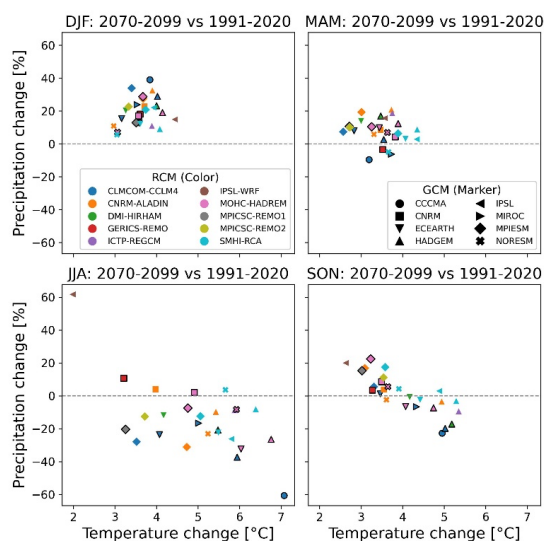 DJF: 2070-2099 vs 1991-2020
MAM: 2070-2099 vs 1991-2020
Precipitation change [%]
60
40
20
0
−20
−40
−60
RCM (Color)
CLMCOM-CCLM4
IPSL-WRF
CNRM-ALADIN
MOHC-HADREM
DMI-HIRHAM
MPICSC-REMO1
GERICS-REMO
MPICSC-REMO2
ICTP-REGCM
SMHI-RCA
GCM (Marker)
CCCMA
IPSL
CNRM
MIROC
ECEARTH
MPIESM
HADGEM
NORESM
JJA: 2070-2099 vs 1991-2020
SON: 2070-2099 vs 1991-2020
Precipitation change [%]
60
40
20
0
−20
−40
−60
2 3 4 5 6 7
2 3 4 5 6 7
Temperature change [°C]
Temperature change [°C]